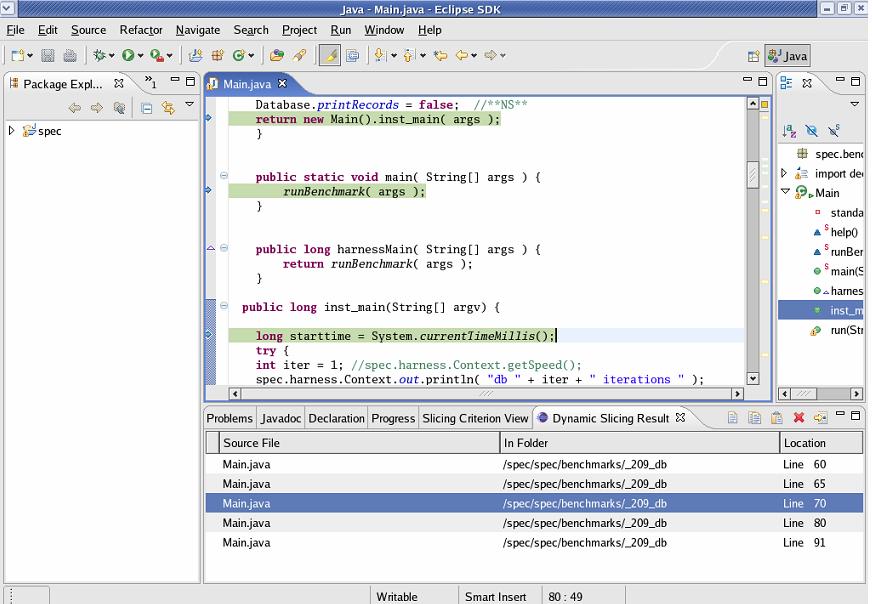 Java - Main.java - Eclipse SDK
File Edit Source Refactor Navigate Search Project Run Window Help
Java
Package Expl... »1
Main.java
spec
Database.printRecords = false; //**NS**
return new Main().inst_main( args );
}
public static void main( String[] args ) {
runBenchmark( args );
}
public long harnessMain( String[] args ) {
return runBenchmark( args );
}
public long inst_main(String[] argv) {
long starttime = System.currentTimeMillis();
try {
int iter = 1; //spec.harness.Context.getSpeed();
spec.harness.Context.out.println( "db " + iter + " iterations " );
spec.benc
import de
Main
standa
help()
runBer
main(S
harnes
inst_m
run(Str
Problems Javadoc Declaration Progress Slicing Criterion View Dynamic Slicing Result
Source File In Folder Location
Main.java /spec/spec/benchmarks/_209_db Line 60
Main.java /spec/spec/benchmarks/_209_db Line 65
Main.java /spec/spec/benchmarks/_209_db Line 70
Main.java /spec/spec/benchmarks/_209_db Line 80
Main.java /spec/spec/benchmarks/_209_db Line 91
Writable Smart Insert 80 : 49